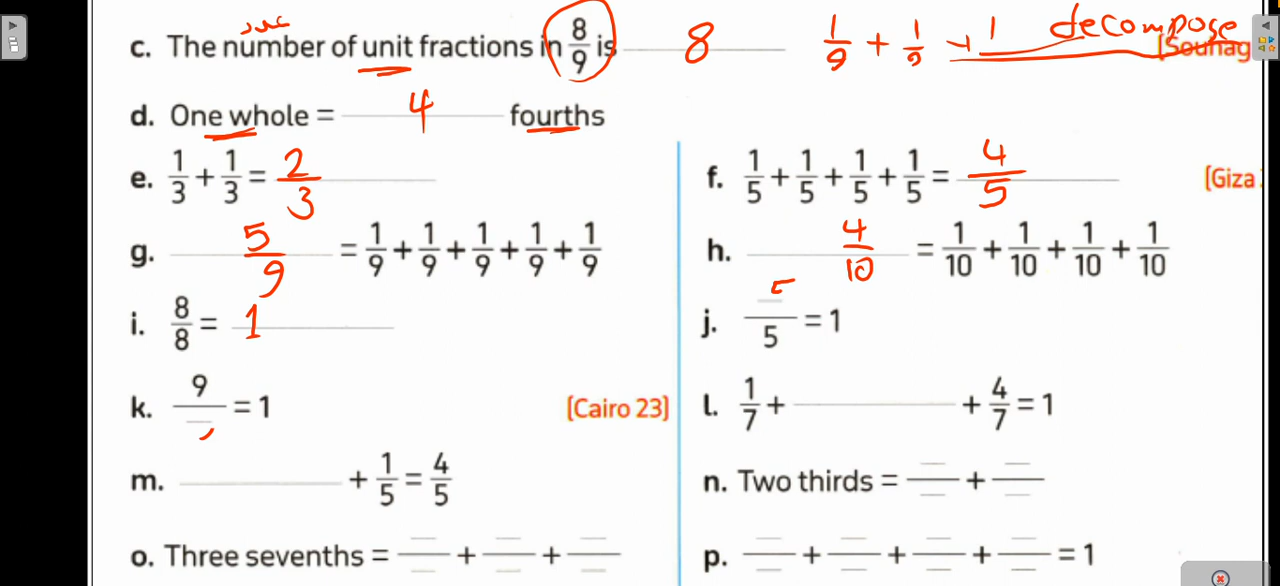 عدد
c. The number of unit fractions in 8/9 is 8 1/9 + 1/9 + 1 decompose [Souhag
d. One whole = 4 fourths
e. 1/3 + 1/3 = 2/3
f. 1/5 + 1/5 + 1/5 + 1/5 = 4/5 [Giza
g. 5/9 = 1/9 + 1/9 + 1/9 + 1/9 + 1/9
h. 4/10 = 1/10 + 1/10 + 1/10 + 1/10
i. 8/8 = 1
j. 5/5 = 1
k. 9/ = 1 [Cairo 23]
l. 1/7 + + 4/7 = 1
m. + 1/5 = 4/5
n. Two thirds = +
o. Three sevenths = + +
p. + + + = 1